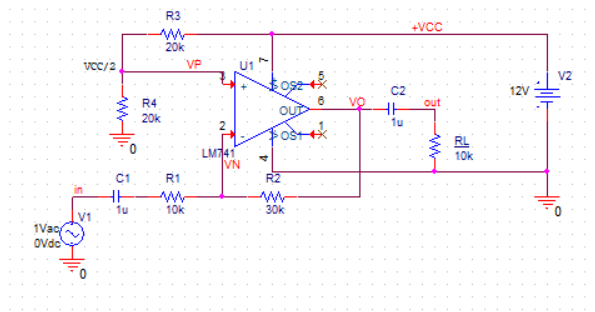 R3
20k
+VCC
VCC/2
VP
U1
7
3
+
OS2
5
V2
12V
R4
20k
OUT
6
VO
C2
1u
out
2
-
OS1
1
LM741
4
VN
RL
10k
0
in
C1
1u
R1
10k
R2
30k
V1
1Vac
0Vdc
0
0